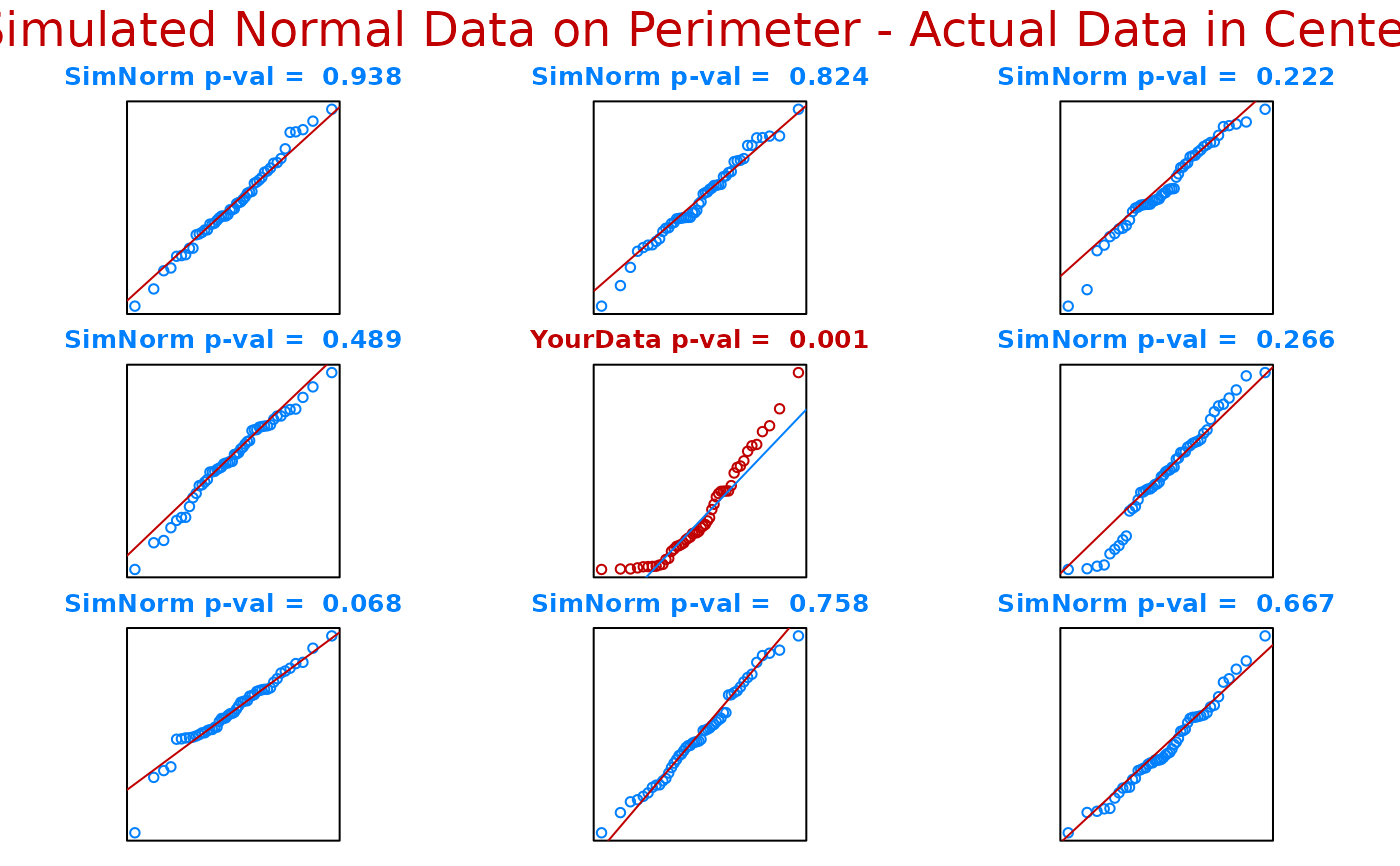 Simulated Normal Data on Perimeter - Actual Data in Cente
SimNorm p-val = 0.938
SimNorm p-val = 0.824
SimNorm p-val = 0.222
SimNorm p-val = 0.489
YourData p-val = 0.001
SimNorm p-val = 0.266
SimNorm p-val = 0.068
SimNorm p-val = 0.758
SimNorm p-val = 0.667